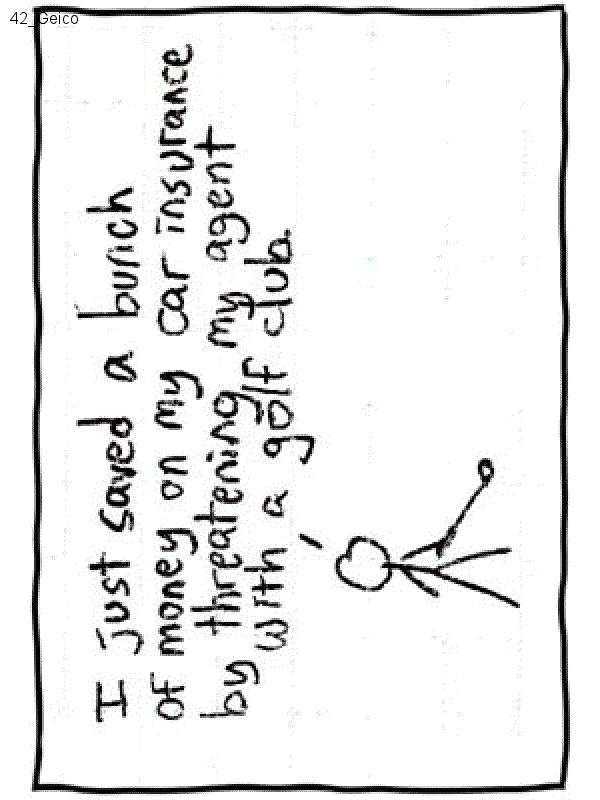 42_Geico
I just saved a bunch
of money on my car insurance
by threatening my agent
with a golf club.